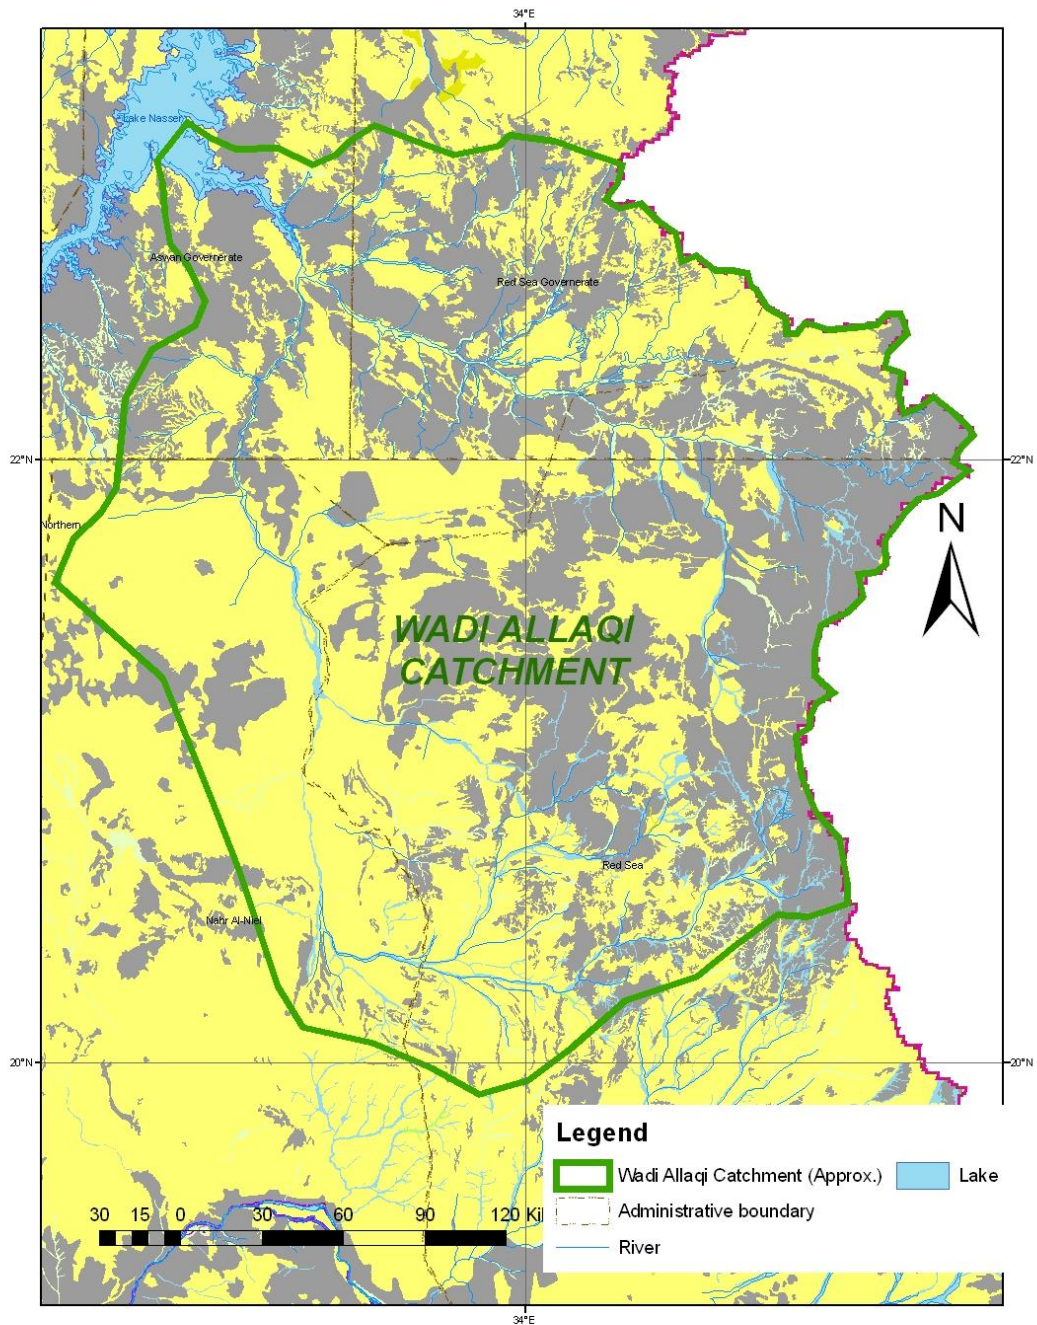 34°E
Lake Nasser
Aswan Governerate
Red Sea Governerate
22°N
22°N
Northern
N
WADI ALLAQI
CATCHMENT
Red Sea
Nahr Al-Niel
20°N
20°N
Legend
Wadi Allaqi Catchment (Approx.)
Lake
Administrative boundary
River
30 15 0 30 60 90 120 Kil
34°E